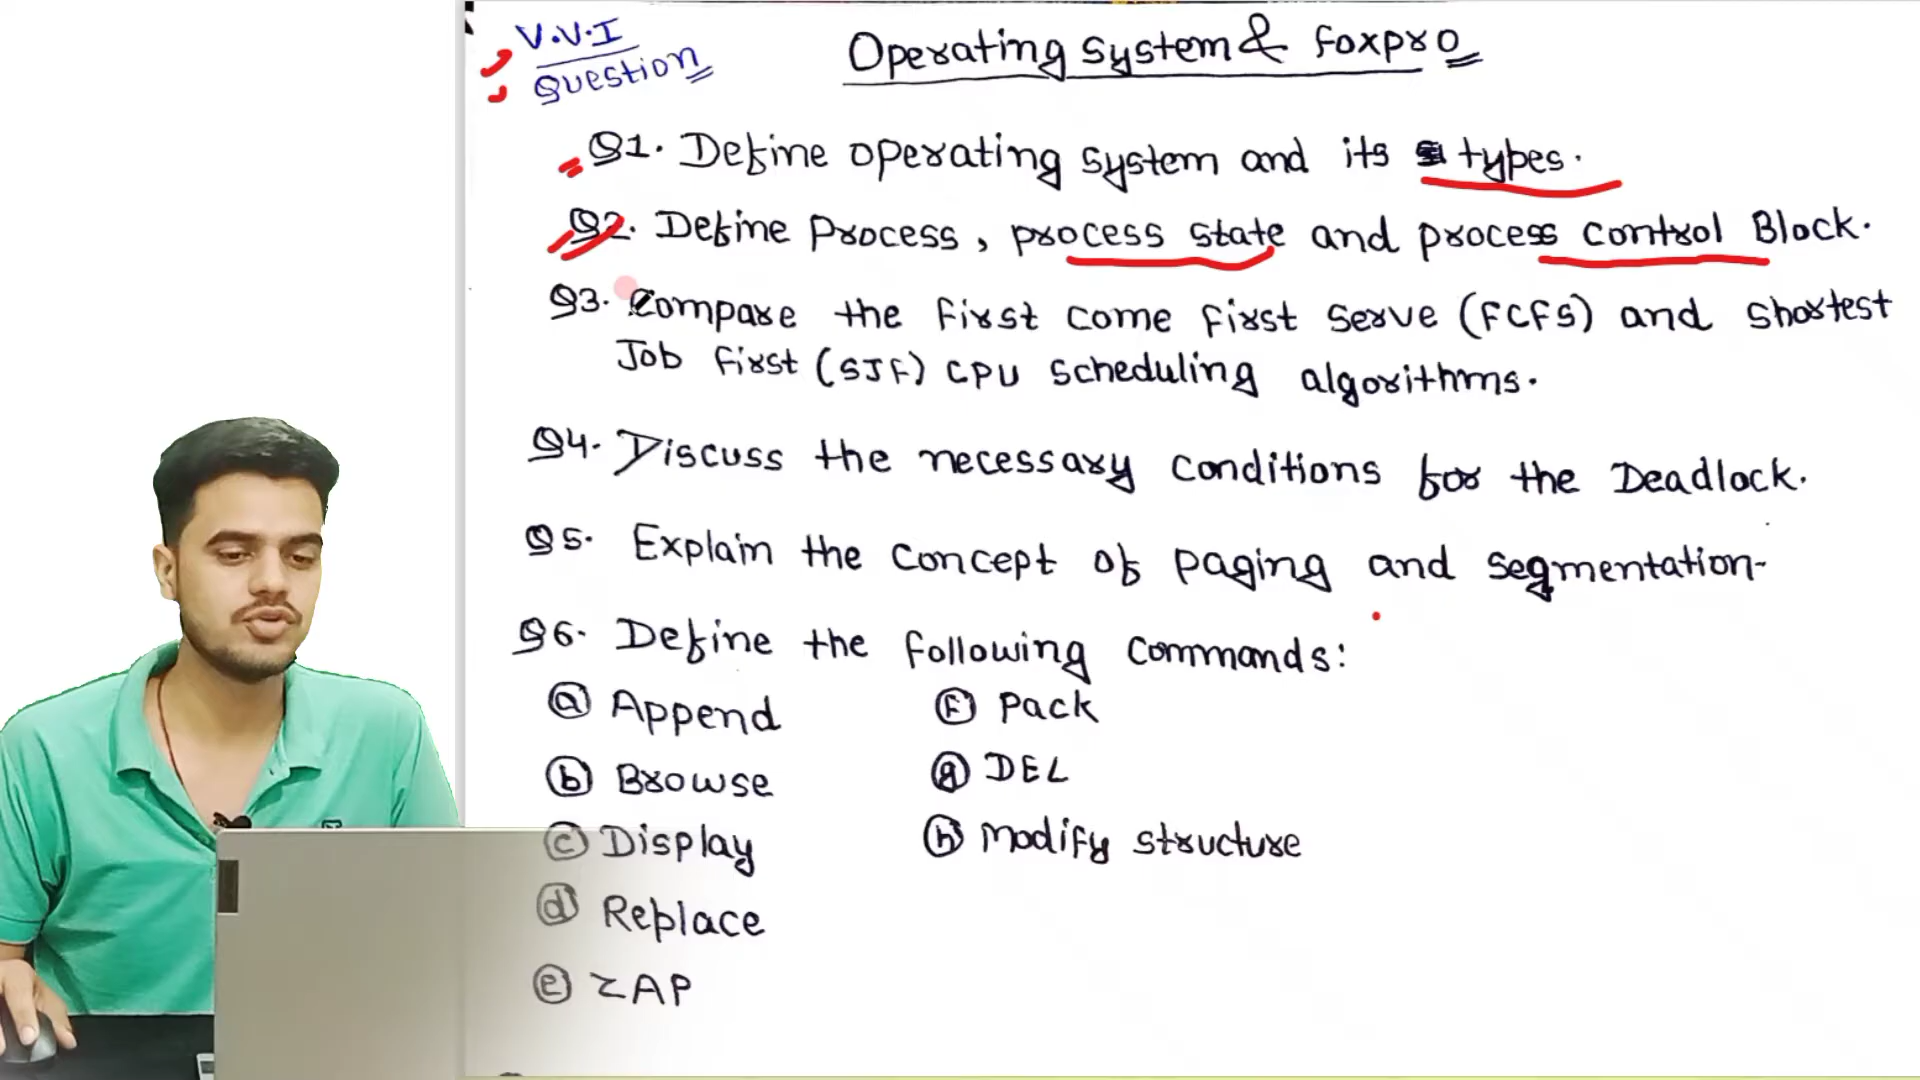 V.V.I
Question
Operating System & Foxpro
Q1. Define operating system and its types.
Q2. Define Process, process state and process control Block.
Q3. Compare the First Come First Serve (FCFS) and Shortest
Job First (SJF) CPU Scheduling algorithms.
Q4. Discuss the necessary Conditions for the Deadlock.
Q5. Explain the Concept of Paging and Segmentation.
Q6. Define the Following Commands:
(a) Append
(b) Browse
(c) Display
(d) Replace
(e) ZAP
(F) Pack
(g) DEL
(h) Modify structure